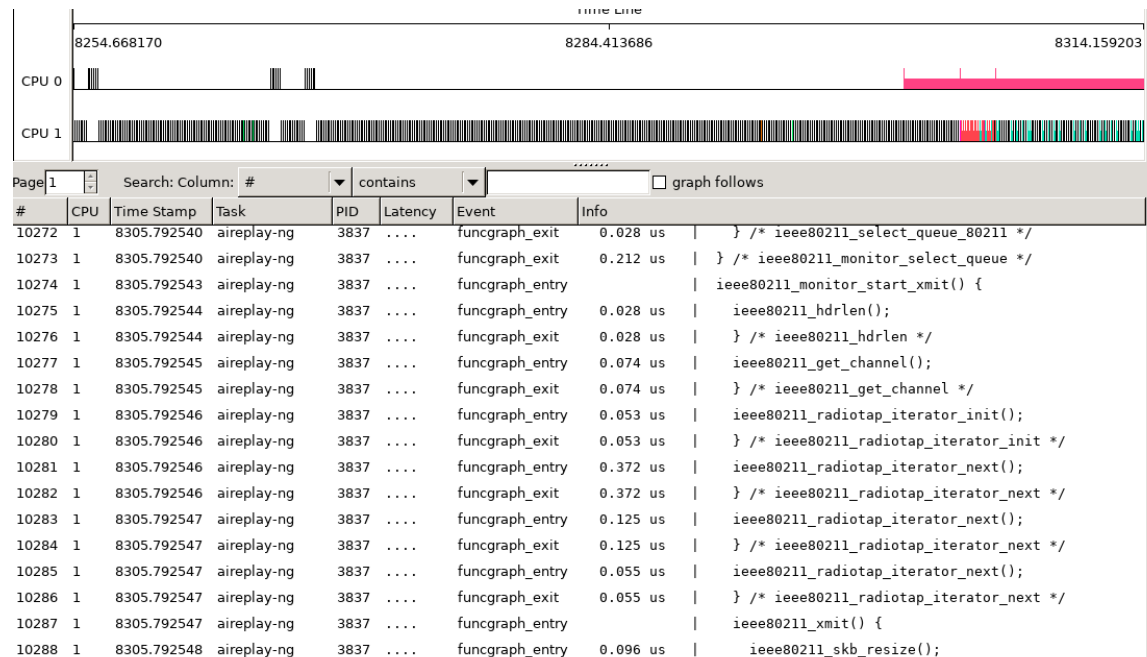 Time Line
8254.668170 8284.413686 8314.159203
CPU 0
CPU 1
Page 1 Search: Column: # contains graph follows
# CPU Time Stamp Task PID Latency Event Info
10272 1 8305.792540 aireplay-ng 3837 .... funcgraph_exit 0.028 us | } /* ieee80211_select_queue_80211 */
10273 1 8305.792540 aireplay-ng 3837 .... funcgraph_exit 0.212 us | } /* ieee80211_monitor_select_queue */
10274 1 8305.792543 aireplay-ng 3837 .... funcgraph_entry | ieee80211_monitor_start_xmit() {
10275 1 8305.792544 aireplay-ng 3837 .... funcgraph_entry 0.028 us | ieee80211_hdrlen();
10276 1 8305.792544 aireplay-ng 3837 .... funcgraph_exit 0.028 us | } /* ieee80211_hdrlen */
10277 1 8305.792545 aireplay-ng 3837 .... funcgraph_entry 0.074 us | ieee80211_get_channel();
10278 1 8305.792545 aireplay-ng 3837 .... funcgraph_exit 0.074 us | } /* ieee80211_get_channel */
10279 1 8305.792546 aireplay-ng 3837 .... funcgraph_entry 0.053 us | ieee80211_radiotap_iterator_init();
10280 1 8305.792546 aireplay-ng 3837 .... funcgraph_exit 0.053 us | } /* ieee80211_radiotap_iterator_init */
10281 1 8305.792546 aireplay-ng 3837 .... funcgraph_entry 0.372 us | ieee80211_radiotap_iterator_next();
10282 1 8305.792546 aireplay-ng 3837 .... funcgraph_exit 0.372 us | } /* ieee80211_radiotap_iterator_next */
10283 1 8305.792547 aireplay-ng 3837 .... funcgraph_entry 0.125 us | ieee80211_radiotap_iterator_next();
10284 1 8305.792547 aireplay-ng 3837 .... funcgraph_exit 0.125 us | } /* ieee80211_radiotap_iterator_next */
10285 1 8305.792547 aireplay-ng 3837 .... funcgraph_entry 0.055 us | ieee80211_radiotap_iterator_next();
10286 1 8305.792547 aireplay-ng 3837 .... funcgraph_exit 0.055 us | } /* ieee80211_radiotap_iterator_next */
10287 1 8305.792547 aireplay-ng 3837 .... funcgraph_entry | ieee80211_xmit() {
10288 1 8305.792548 aireplay-ng 3837 .... funcgraph_entry 0.096 us | ieee80211_skb_resize();